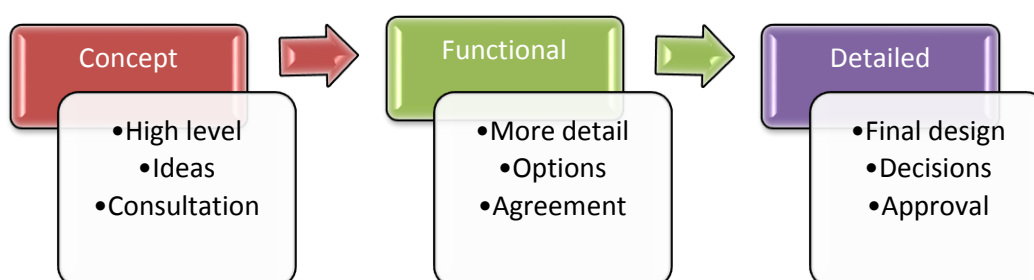 Concept
•High level
•Ideas
•Consultation
Functional
•More detail
•Options
•Agreement
Detailed
•Final design
•Decisions
•Approval